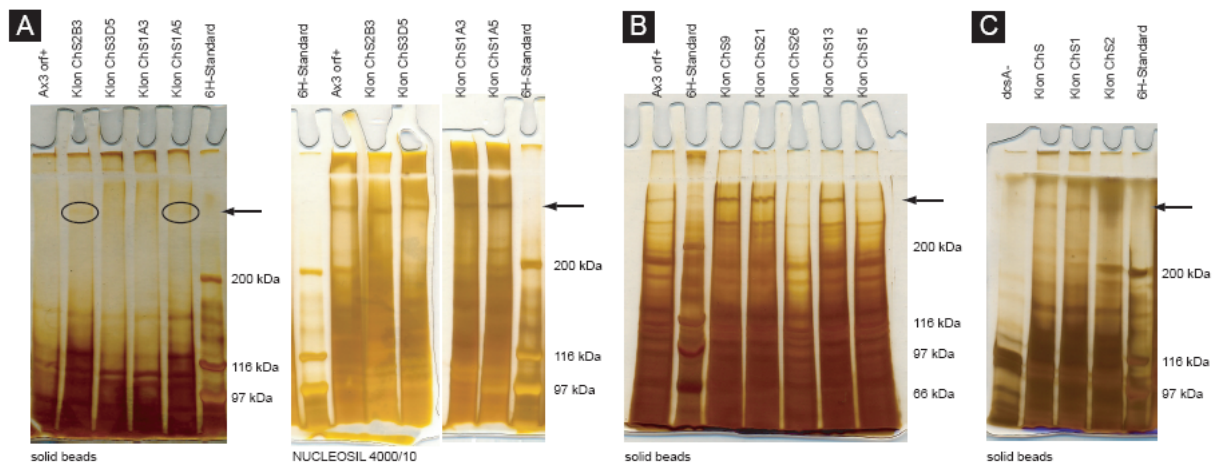 A
Ax3 orf+
Klon ChS2B3
Klon ChS3D5
Klon ChS1A3
Klon ChS1A5
6H-Standard
200 kDa
116 kDa
97 kDa
solid beads
6H-Standard
Ax3 orf+
Klon ChS2B3
Klon ChS3D5
Klon ChS1A3
Klon ChS1A5
6H-Standard
200 kDa
116 kDa
97 kDa
NUCLEOSIL 4000/10
B
Ax3 orf+
6H-Standard
Klon ChS9
Klon ChS21
Klon ChS26
Klon ChS13
Klon ChS15
200 kDa
116 kDa
97 kDa
66 kDa
solid beads
C
dcsA-
Klon ChS
Klon ChS1
Klon ChS2
6H-Standard
200 kDa
116 kDa
97 kDa
solid beads